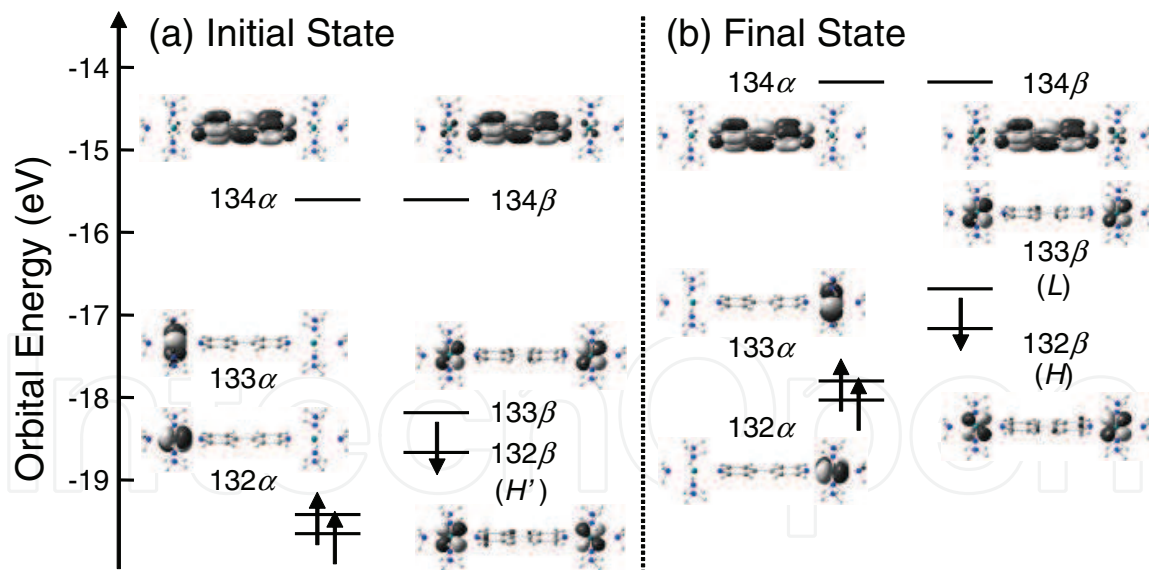 (a) Initial State
(b) Final State
Orbital Energy (eV)
-14
-15
-16
-17
-18
-19
134α
134β
133α
133β
132α
132β
(H')
134α
134β
133β
(L)
133α
132β
(H)
132α
IntechOpen